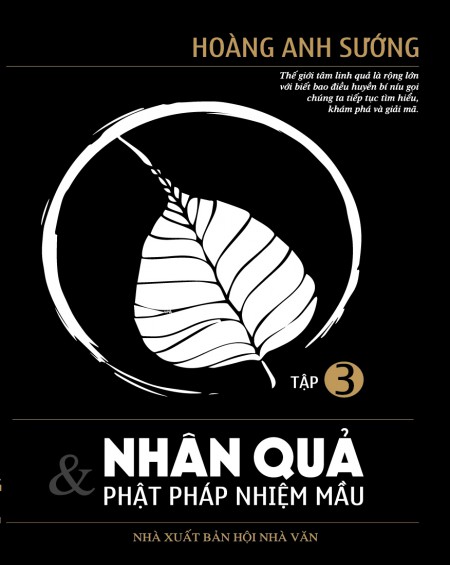 HOÀNG ANH SƯỚNG
Thế giới tâm linh quả là rộng lớn
với biết bao điều huyền bí níu gọi
chúng ta tiếp tục tìm hiểu,
khám phá và giải mã.
TẬP 3
NHÂN QUẢ
& PHẬT PHÁP NHIỆM MẦU
NHÀ XUẤT BẢN HỘI NHÀ VĂN